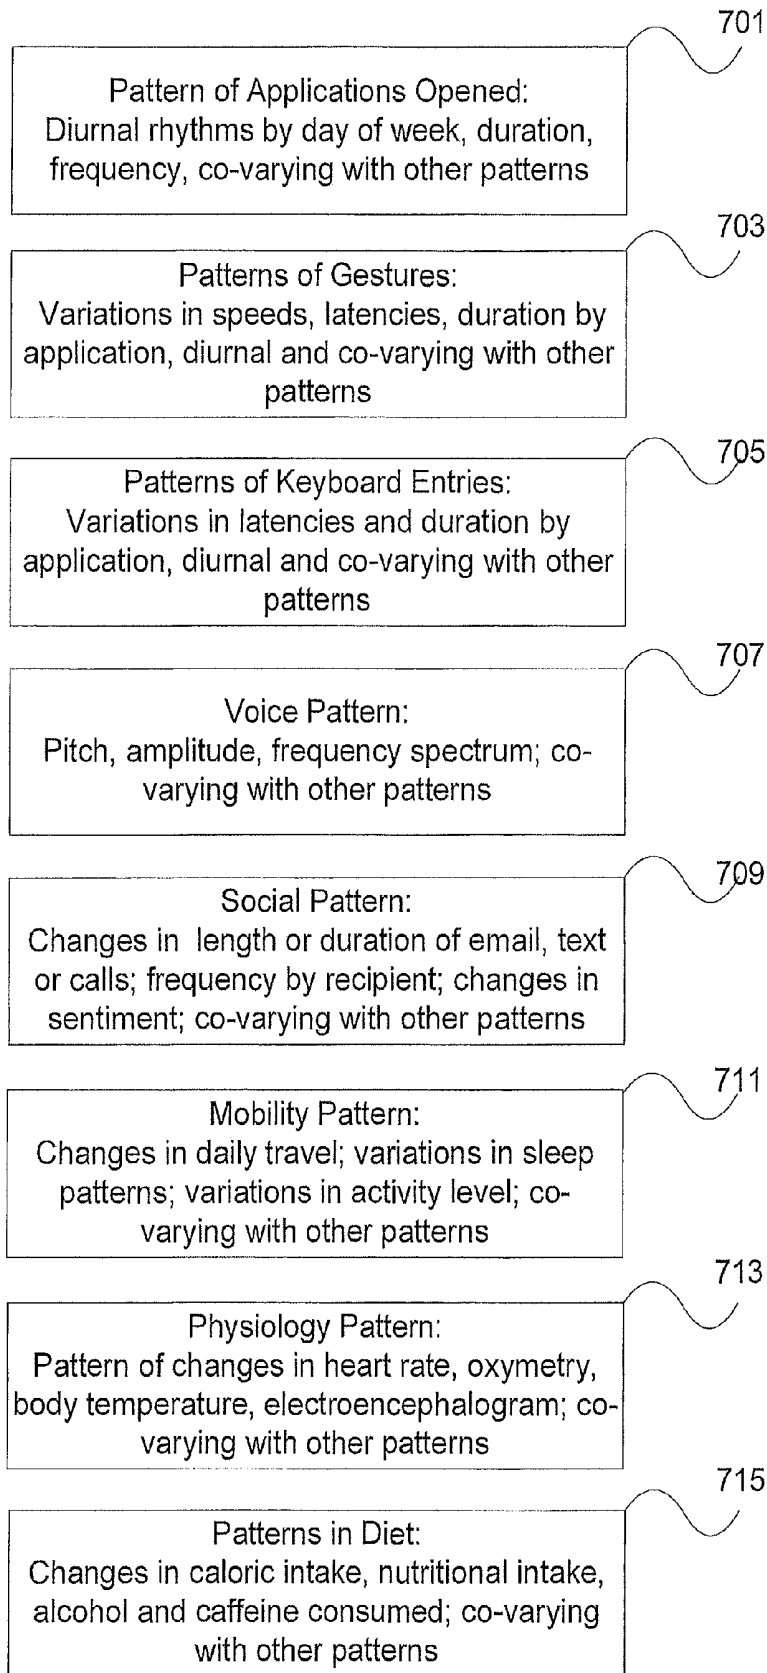 701
Pattern of Applications Opened:
Diurnal rhythms by day of week, duration,
frequency, co-varying with other patterns
703
Patterns of Gestures:
Variations in speeds, latencies, duration by
application, diurnal and co-varying with other
patterns
705
Patterns of Keyboard Entries:
Variations in latencies and duration by
application, diurnal and co-varying with other
patterns
707
Voice Pattern:
Pitch, amplitude, frequency spectrum; co-
varying with other patterns
709
Social Pattern:
Changes in length or duration of email, text
or calls; frequency by recipient; changes in
sentiment; co-varying with other patterns
711
Mobility Pattern:
Changes in daily travel; variations in sleep
patterns; variations in activity level; co-
varying with other patterns
713
Physiology Pattern:
Pattern of changes in heart rate, oxymetry,
body temperature, electroencephalogram; co-
varying with other patterns
715
Patterns in Diet:
Changes in caloric intake, nutritional intake,
alcohol and caffeine consumed; co-varying
with other patterns